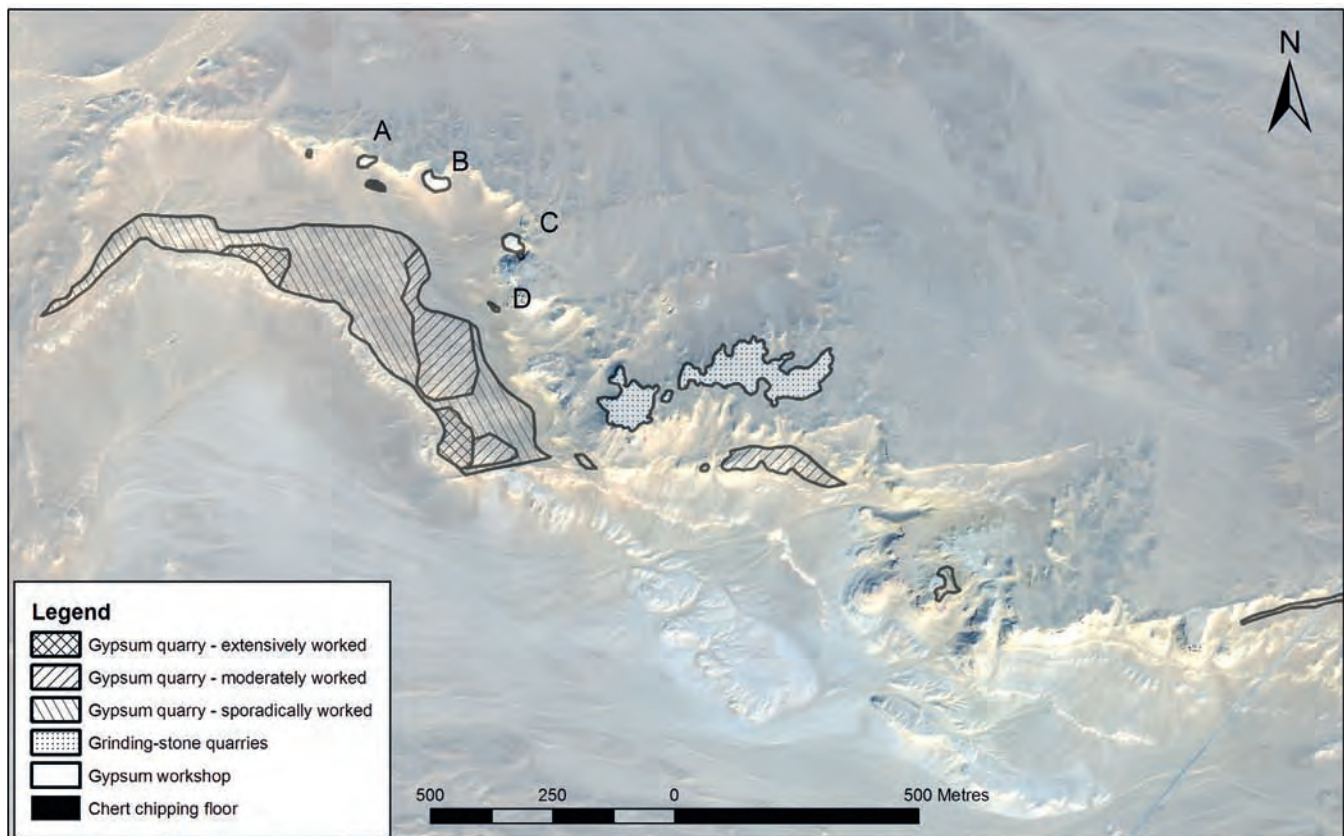 N
A
B
C
D
Legend
Gypsum quarry - extensively worked
Gypsum quarry - moderately worked
Gypsum quarry - sporadically worked
Grinding-stone quarries
Gypsum workshop
Chert chipping floor
500 250 0 500 Metres